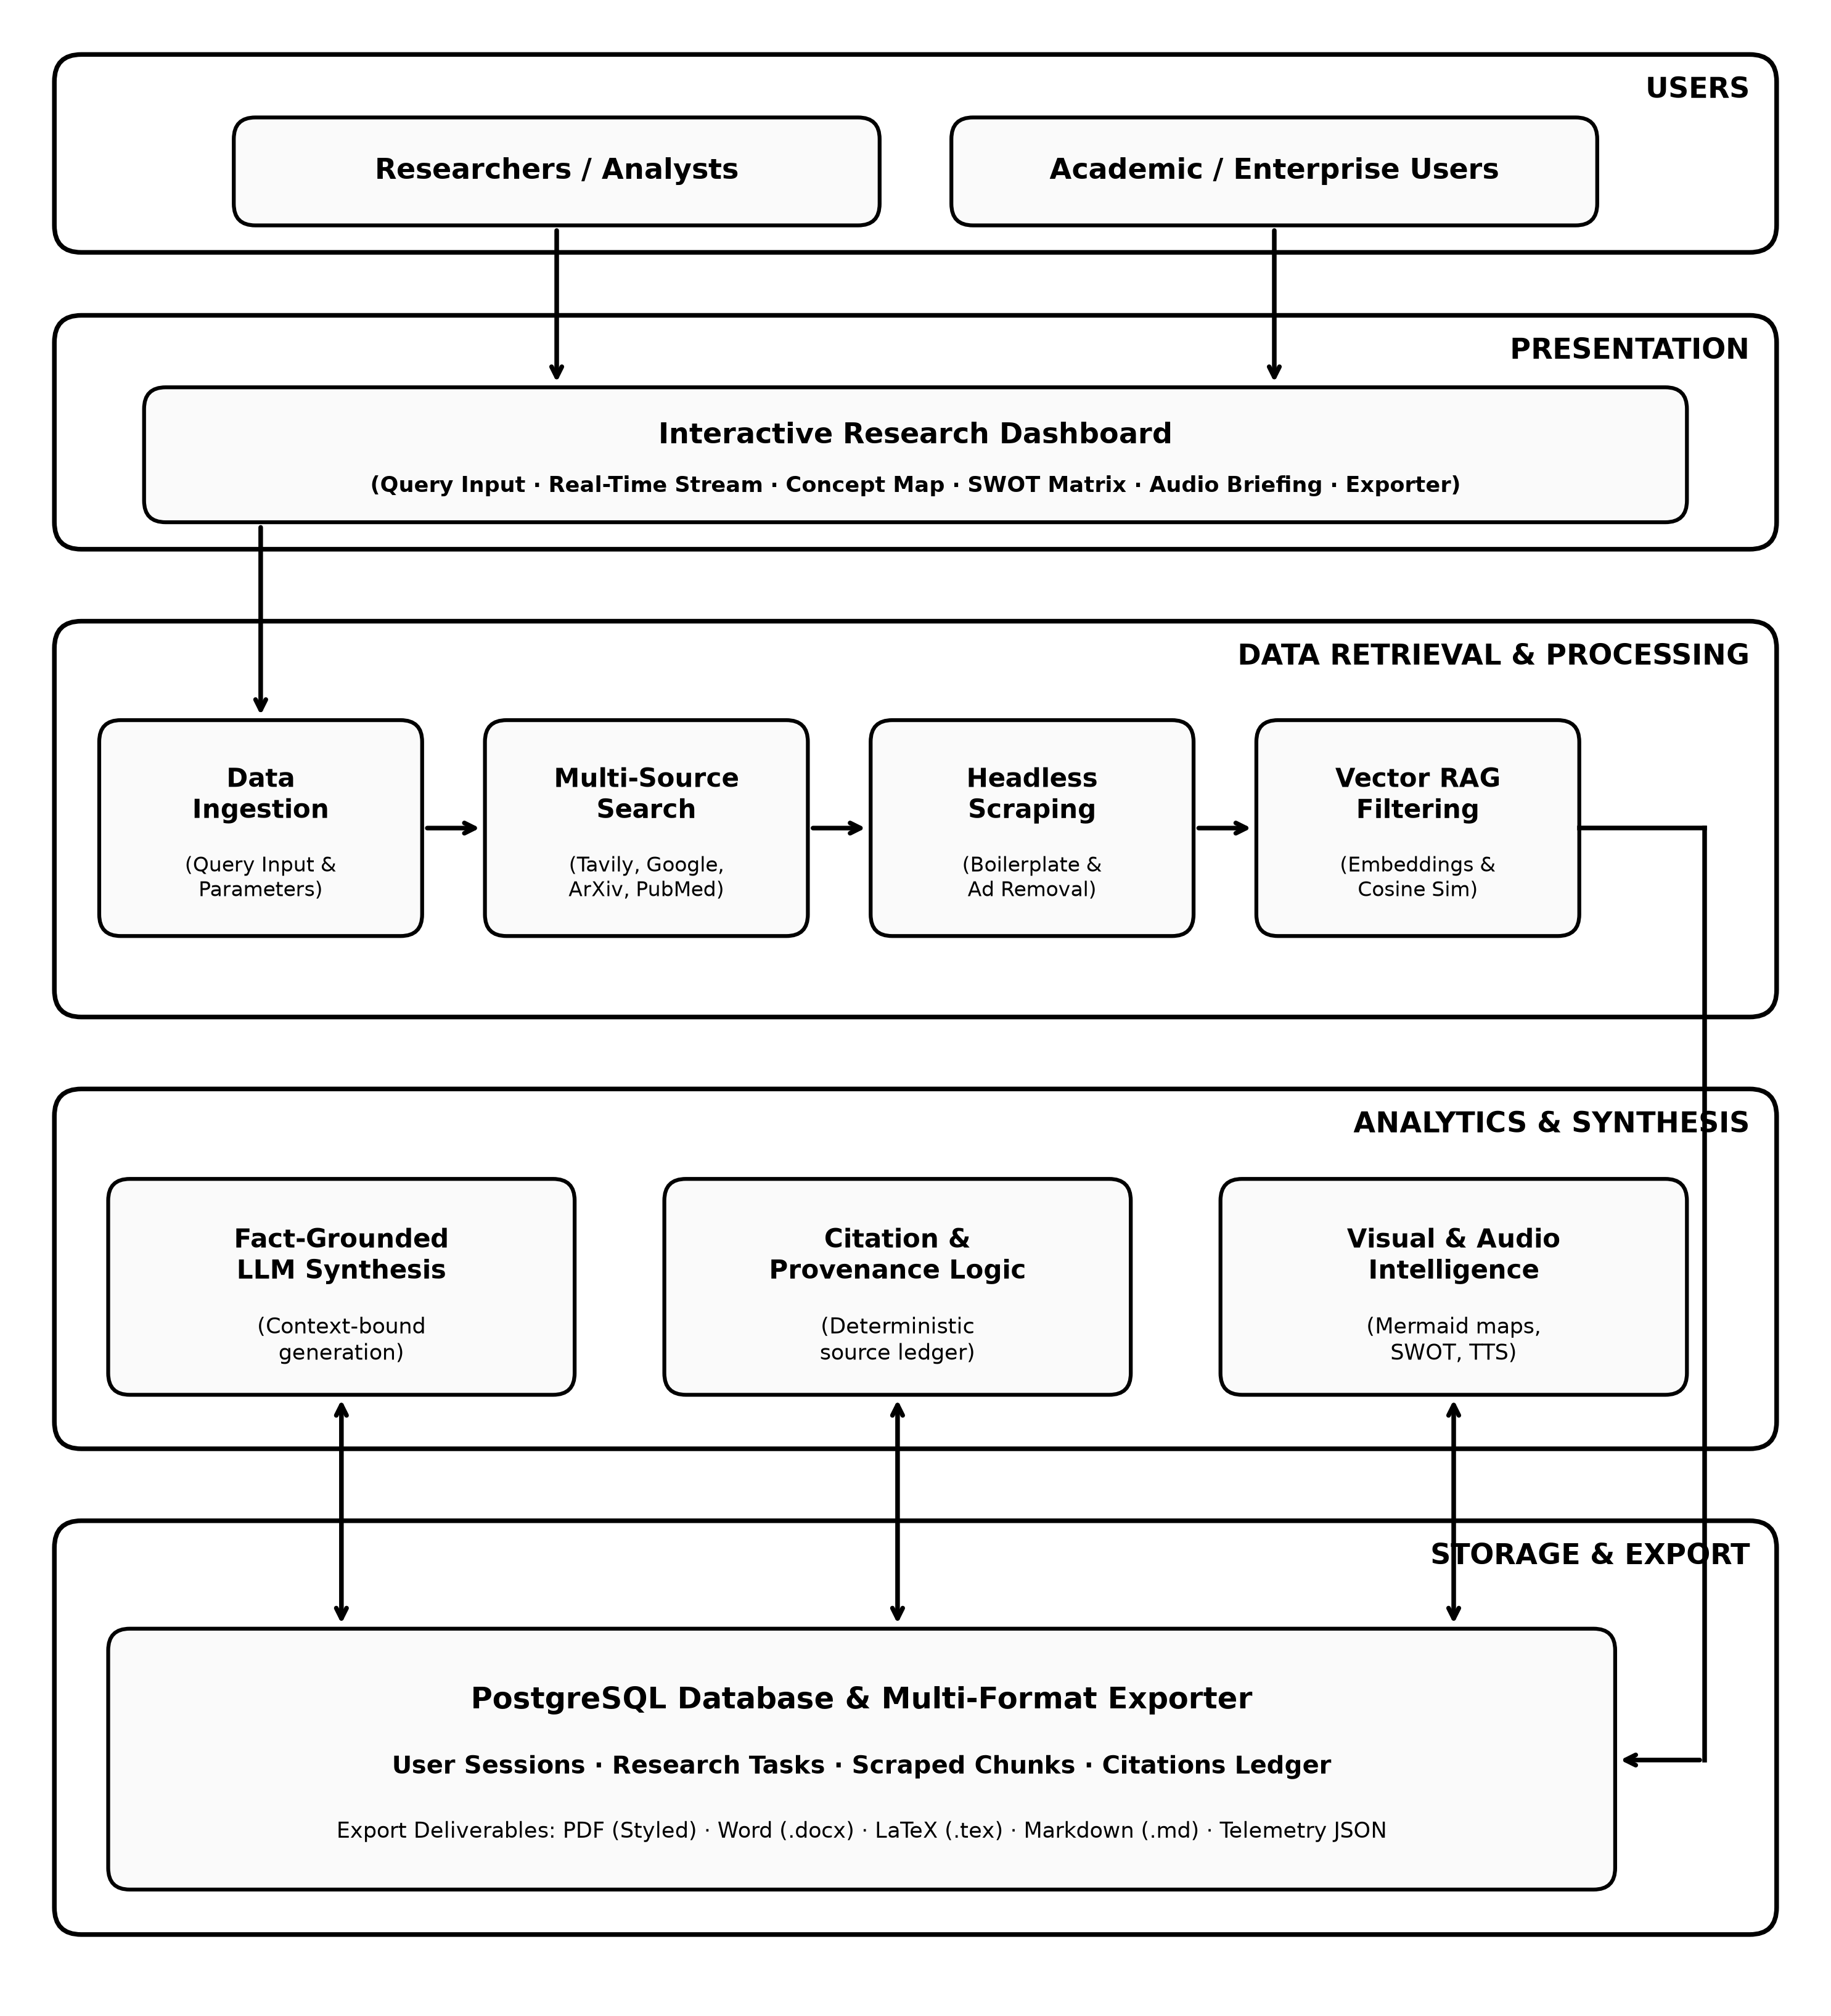 USERS
Researchers / Analysts
Academic / Enterprise Users
PRESENTATION
Interactive Research Dashboard
(Query Input · Real-Time Stream · Concept Map · SWOT Matrix · Audio Briefing · Exporter)
DATA RETRIEVAL & PROCESSING
Data
Ingestion
(Query Input &
Parameters)
Multi-Source
Search
(Tavily, Google,
ArXiv, PubMed)
Headless
Scraping
(Boilerplate &
Ad Removal)
Vector RAG
Filtering
(Embeddings &
Cosine Sim)
ANALYTICS & SYNTHESIS
Fact-Grounded
LLM Synthesis
(Context-bound
generation)
Citation &
Provenance Logic
(Deterministic
source ledger)
Visual & Audio
Intelligence
(Mermaid maps,
SWOT, TTS)
STORAGE & EXPORT
PostgreSQL Database & Multi-Format Exporter
User Sessions · Research Tasks · Scraped Chunks · Citations Ledger
Export Deliverables: PDF (Styled) · Word (.docx) · LaTeX (.tex) · Markdown (.md) · Telemetry JSON